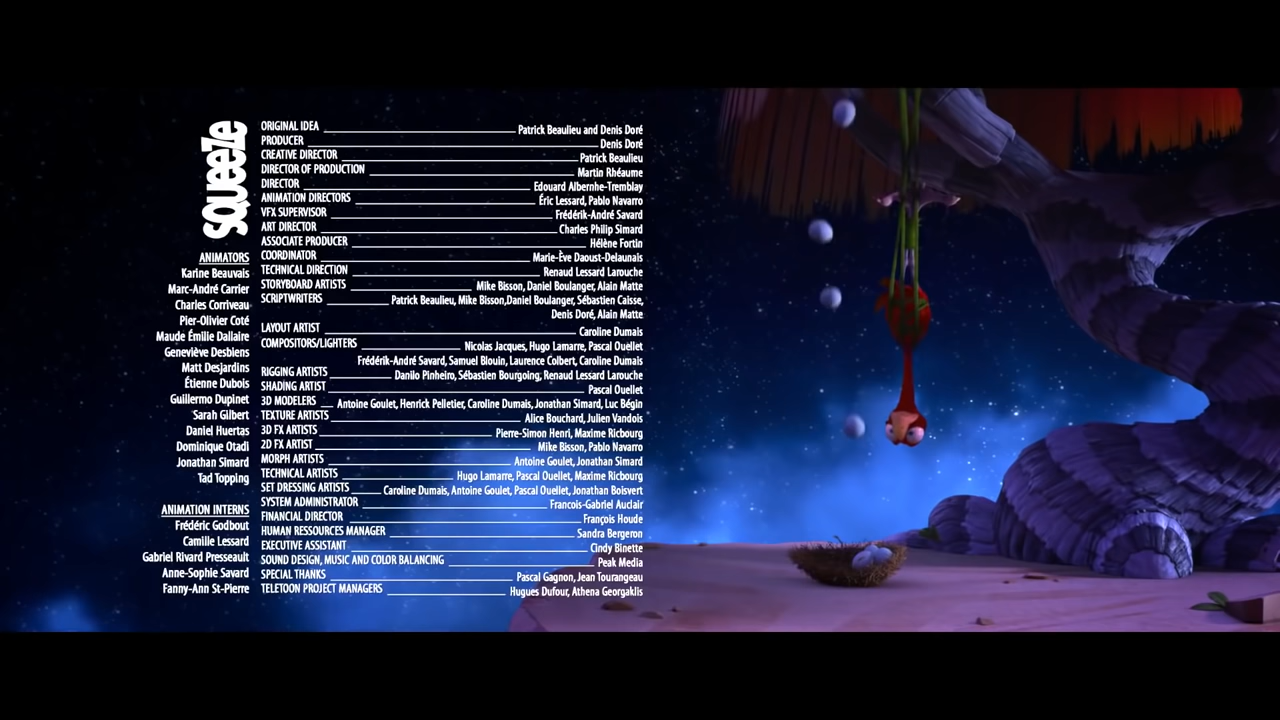 squeeze
ANIMATORS
Karine Beauvais
Marc-André Carrier
Charles Corriveau
Pier-Olivier Coté
Maude Émilie Dallaire
Geneviève Desbiens
Matt Desjardins
Étienne Dubois
Guillermo Dupinet
Sarah Gilbert
Daniel Huertas
Dominique Otadi
Jonathan Simard
Tad Topping
ANIMATION INTERNS
Frédéric Godbout
Camille Lessard
Gabriel Rivard Presseault
Anne-Sophie Savard
Fanny-Ann St-Pierre
ORIGINAL IDEA Patrick Beaulieu and Denis Doré
PRODUCER Denis Doré
CREATIVE DIRECTOR Patrick Beaulieu
DIRECTOR OF PRODUCTION Martin Rhéaume
DIRECTOR Edouard Albernhe-Tremblay
ANIMATION DIRECTORS Éric Lessard, Pablo Navarro
VFX SUPERVISOR Frédérik-André Savard
ART DIRECTOR Charles Philip Simard
ASSOCIATE PRODUCER Hélène Fortin
COORDINATOR Marie-Ève Daoust-Delaunais
TECHNICAL DIRECTION Renaud Lessard Larouche
STORYBOARD ARTISTS Mike Bisson, Daniel Boulanger, Alain Matte
SCRIPTWRITERS Patrick Beaulieu, Mike Bisson,Daniel Boulanger, Sébastien Caisse,
Denis Doré, Alain Matte
LAYOUT ARTIST Caroline Dumais
COMPOSITORS/LIGHTERS Nicolas Jacques, Hugo Lamarre, Pascal Ouellet
Frédérik-André Savard, Samuel Blouin, Laurence Colbert, Caroline Dumais
RIGGING ARTISTS Danilo Pinheiro, Sébastien Bourgoing, Renaud Lessard Larouche
SHADING ARTIST Pascal Ouellet
3D MODELERS Antoine Goulet, Henrick Pelletier, Caroline Dumais, Jonathan Simard, Luc Bégin
TEXTURE ARTISTS Alice Bouchard, Julien Vandois
3D FX ARTISTS Pierre-Simon Henri, Maxime Ricbourg
2D FX ARTIST Mike Bisson, Pablo Navarro
MORPH ARTISTS Antoine Goulet, Jonathan Simard
TECHNICAL ARTISTS Hugo Lamarre, Pascal Ouellet, Maxime Ricbourg
SET DRESSING ARTISTS Caroline Dumais, Antoine Goulet, Pascal Ouellet, Jonathan Boisvert
SYSTEM ADMINISTRATOR Francois-Gabriel Auclair
FINANCIAL DIRECTOR François Houde
HUMAN RESSOURCES MANAGER Sandra Bergeron
EXECUTIVE ASSISTANT Cindy Binette
SOUND DESIGN, MUSIC AND COLOR BALANCING Peak Media
SPECIAL THANKS Pascal Gagnon, Jean Tourangeau
TELETOON PROJECT MANAGERS Hugues Dufour, Athena Georgaklis